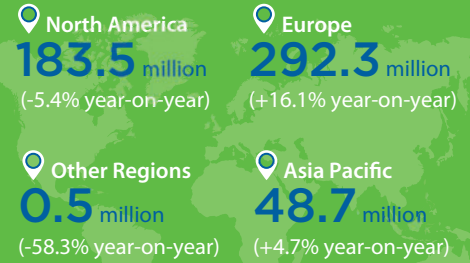 North America
183.5 million
(-5.4% year-on-year)
Europe
292.3 million
(+16.1% year-on-year)
Other Regions
0.5 million
(-58.3% year-on-year)
Asia Pacific
48.7 million
(+4.7% year-on-year)